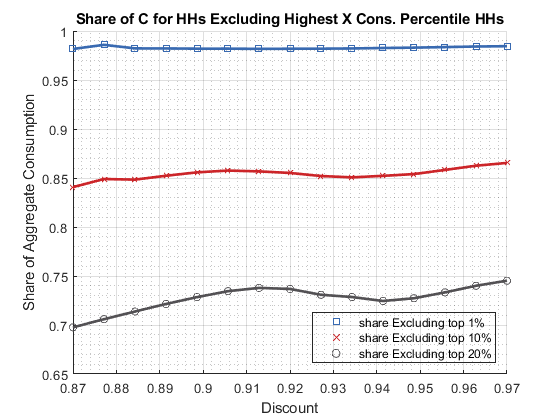 Share of C for HHs Excluding Highest X Cons. Percentile HHs
Share of Aggregate Consumption
1
0.95
0.9
0.85
0.8
0.75
0.7
0.65
share Excluding top 1%
share Excluding top 10%
share Excluding top 20%
0.87 0.88 0.89 0.9 0.91 0.92 0.93 0.94 0.95 0.96 0.97
Discount